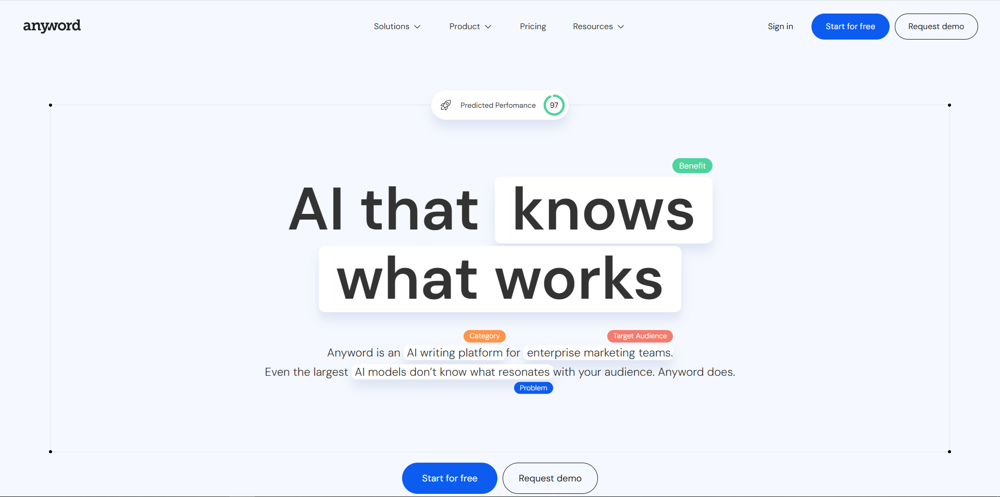 anyword
Solutions
Product
Pricing
Resources
Sign in
Start for free
Request demo
Predicted Perfomance
97
Benefit
AI that knows
what works
Category
Target Audience
Anyword is an AI writing platform for enterprise marketing teams.
Even the largest AI models don’t know what resonates with your audience. Anyword does.
Problem
Start for free
Request demo